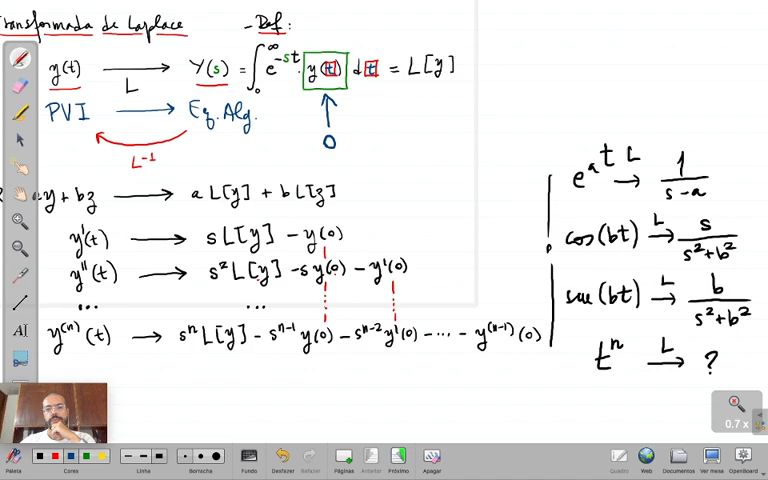 Transformada de Laplace - Def:
y(t) → L Y(s) = ∫₀^∞ e^{-st} · y(t) dt = L[y]
PVI → Eq. Alg.
L⁻¹
0
ay + bz → a L[y] + b L[z]
y'(t) → s L[y] - y(0)
y''(t) → s² L[y] - s y(0) - y'(0)
... ...
y⁽ⁿ⁾(t) → sⁿ L[y] - sⁿ⁻¹ y(0) - sⁿ⁻² y'(0) - ... - y⁽ⁿ⁻¹⁾(0)
e^{at} L→ 1/(s-a)
cos(bt) L→ s/(s²+b²)
sen(bt) L→ b/(s²+b²)
tⁿ L→ ?
0.7 x
Paleta Cores Linha Borracha Fundo Desfazer Refazer Páginas Anterior Próximo Apagar Quadro Web Documentos Ver Mesa OpenBoard